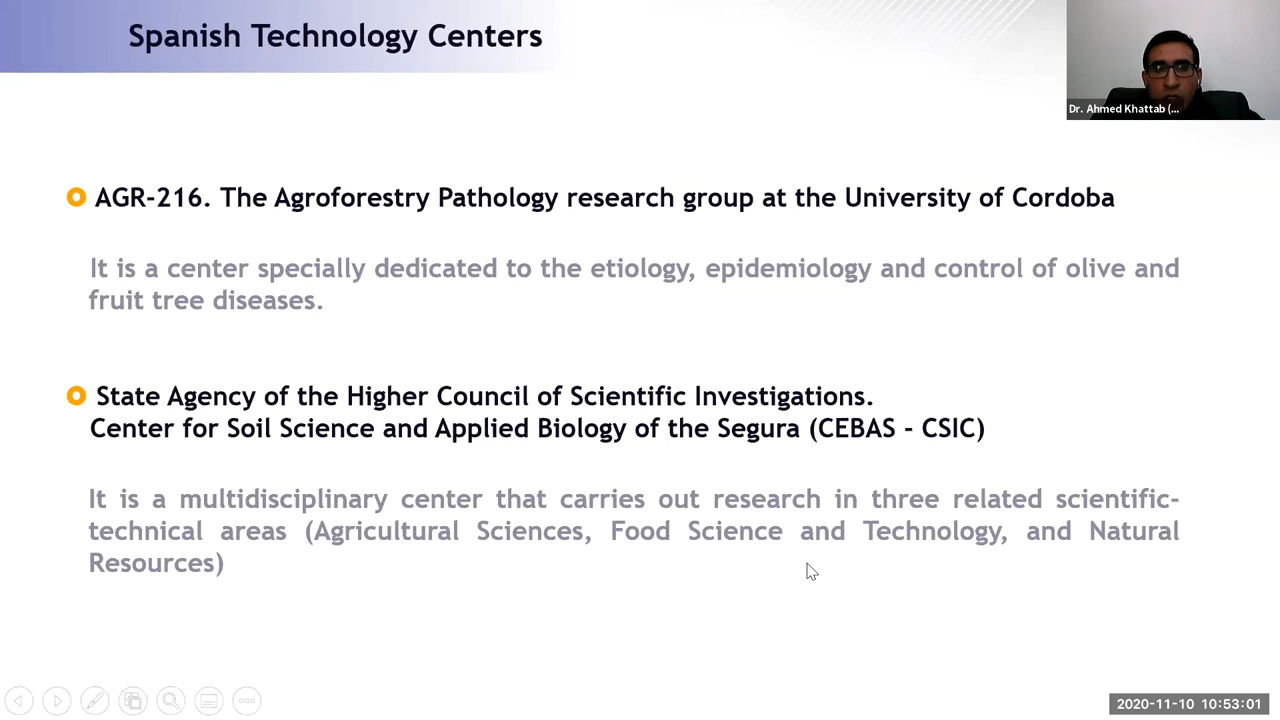 Spanish Technology Centers
Dr. Ahmed Khattab (...
AGR-216. The Agroforestry Pathology research group at the University of Cordoba
It is a center specially dedicated to the etiology, epidemiology and control of olive and
fruit tree diseases.
State Agency of the Higher Council of Scientific Investigations.
Center for Soil Science and Applied Biology of the Segura (CEBAS - CSIC)
It is a multidisciplinary center that carries out research in three related scientific-
technical areas (Agricultural Sciences, Food Science and Technology, and Natural
Resources)
2020-11-10 10:53:01